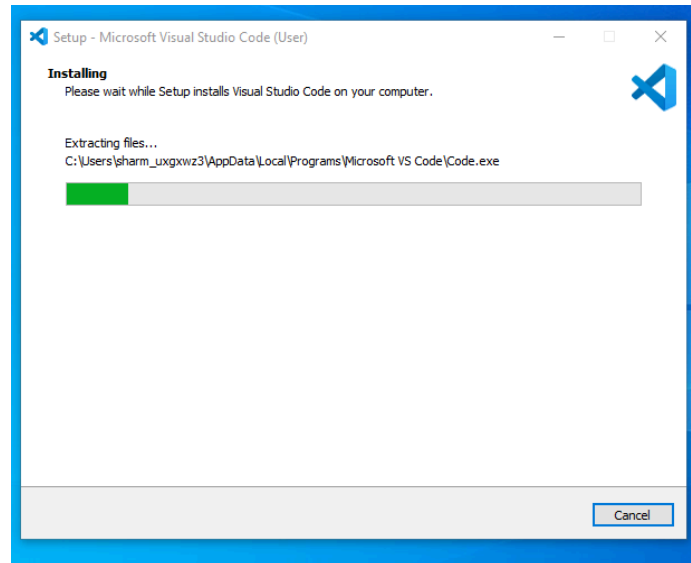 Setup - Microsoft Visual Studio Code (User)
Installing
Please wait while Setup installs Visual Studio Code on your computer.
Extracting files...
C:\Users\sharm_uxgxwz3\AppData\Local\Programs\Microsoft VS Code\Code.exe
Cancel